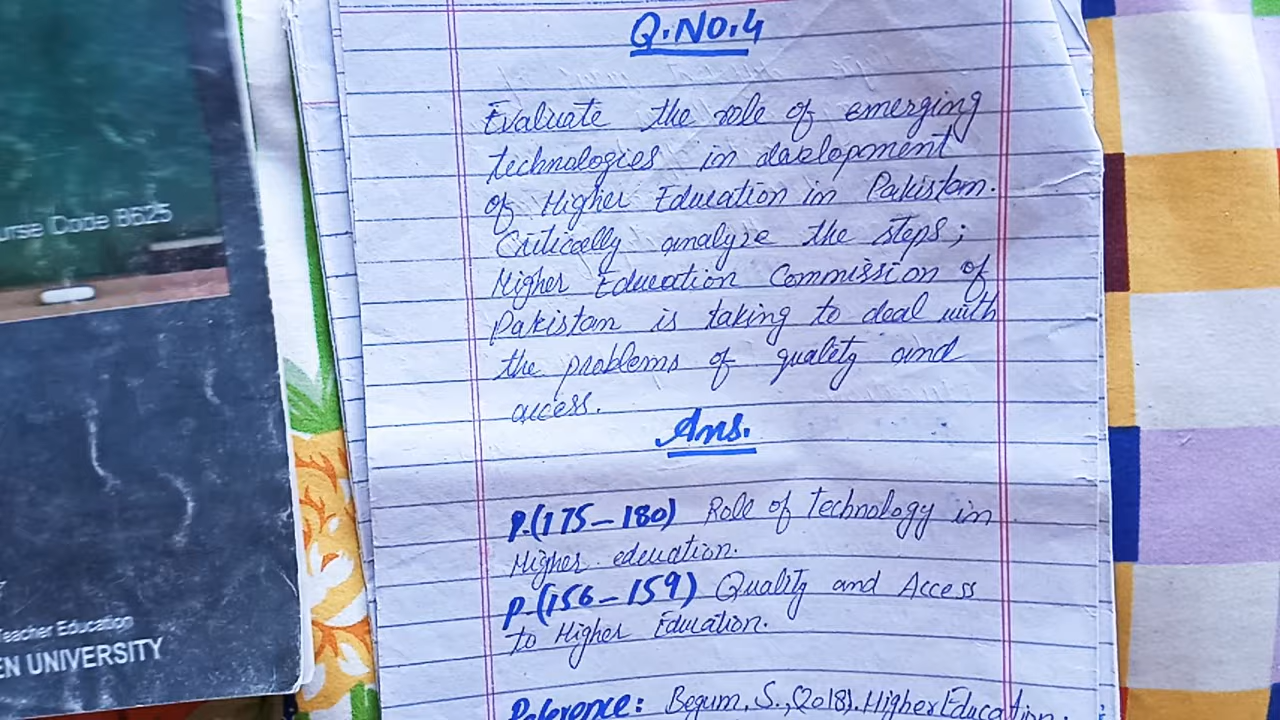 urse Code 8625
Teacher Education
EN UNIVERSITY
Q.No.4
Evaluate the role of emerging
technologies in development
of Higher Education in Pakistan.
Critically analyze the steps;
Higher Education Commission of
Pakistan is taking to deal with
the problems of quality and
access.
Ans.
P.(175-180) Role of Technology in
Higher education.
P.(156-159) Quality and Access
to Higher Education.
Reference: Begum, S.,(2018). Higher Education.